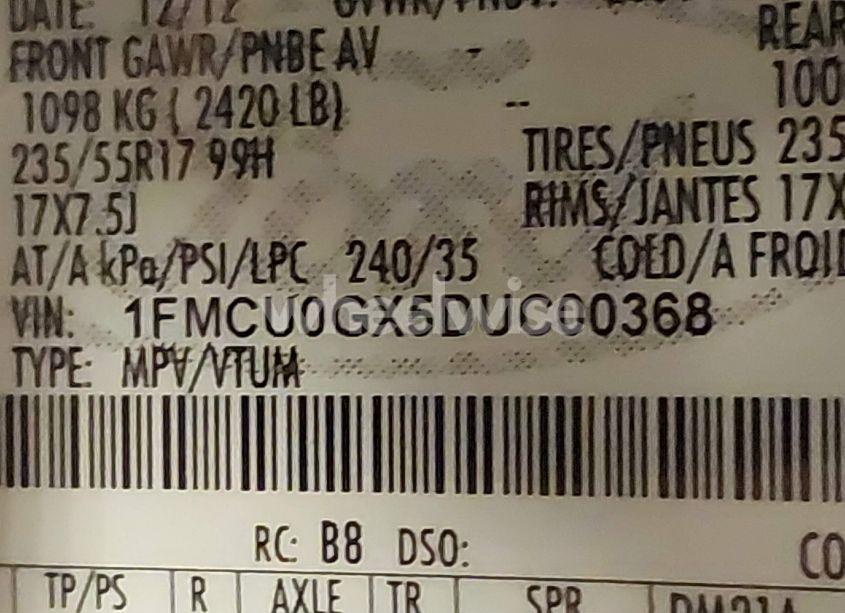 DATE: 12/12
FRONT GAWR/PNBE AV - REAR
1098 KG ( 2420 LB) -- 100
235/55R17 99H TIRES/PNEUS 235
17X7.5J RIMS/JANTES 17X
AT/A kPa/PSI/LPC 240/35 COLD/A FROID
VIN: 1FMCU0GX5DUC00368
TYPE: MPV/VTUM
RC: B8 DSO: CO
TP/PS R AXLE TR SPR